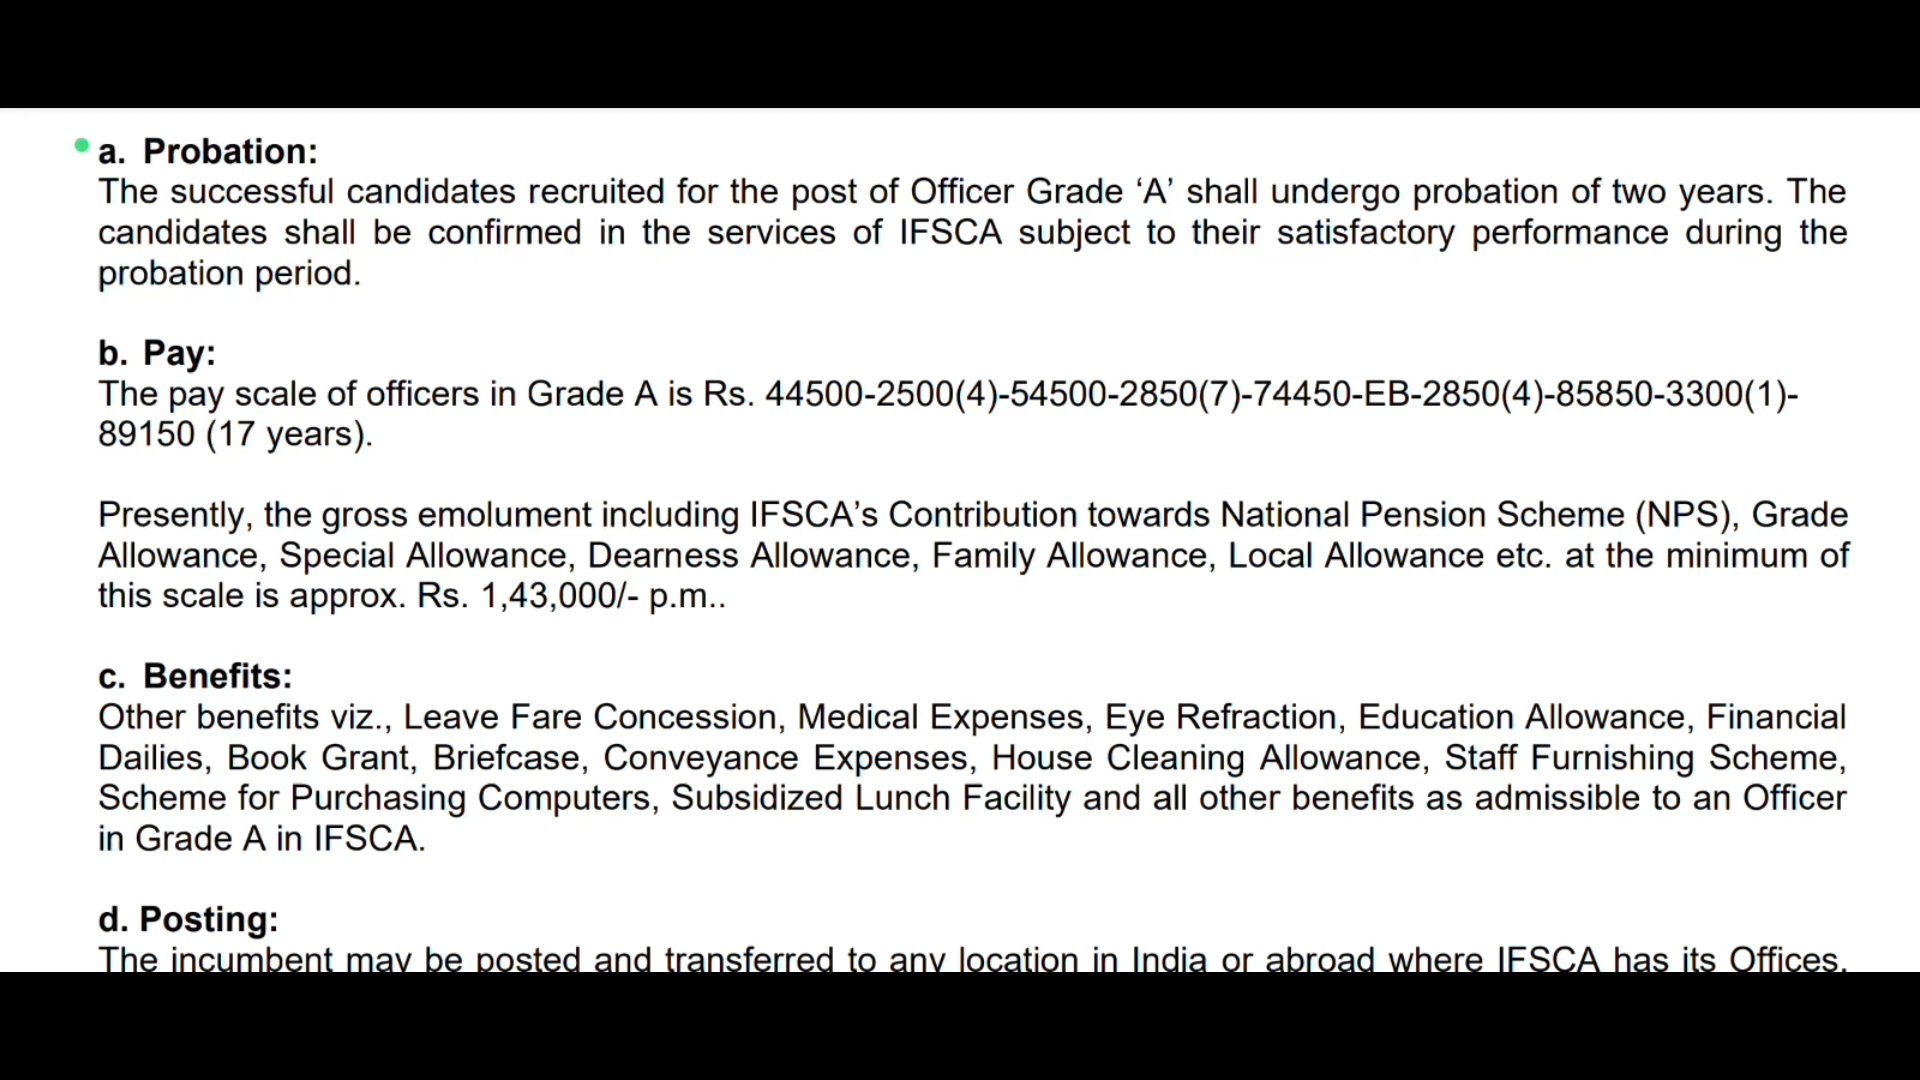 a. Probation:
The successful candidates recruited for the post of Officer Grade ‘A’ shall undergo probation of two years. The
candidates shall be confirmed in the services of IFSCA subject to their satisfactory performance during the
probation period.
b. Pay:
The pay scale of officers in Grade A is Rs. 44500-2500(4)-54500-2850(7)-74450-EB-2850(4)-85850-3300(1)-
89150 (17 years).
Presently, the gross emolument including IFSCA’s Contribution towards National Pension Scheme (NPS), Grade
Allowance, Special Allowance, Dearness Allowance, Family Allowance, Local Allowance etc. at the minimum of
this scale is approx. Rs. 1,43,000/- p.m..
c. Benefits:
Other benefits viz., Leave Fare Concession, Medical Expenses, Eye Refraction, Education Allowance, Financial
Dailies, Book Grant, Briefcase, Conveyance Expenses, House Cleaning Allowance, Staff Furnishing Scheme,
Scheme for Purchasing Computers, Subsidized Lunch Facility and all other benefits as admissible to an Officer
in Grade A in IFSCA.
d. Posting:
The incumbent may be posted and transferred to any location in India or abroad where IFSCA has its Offices.